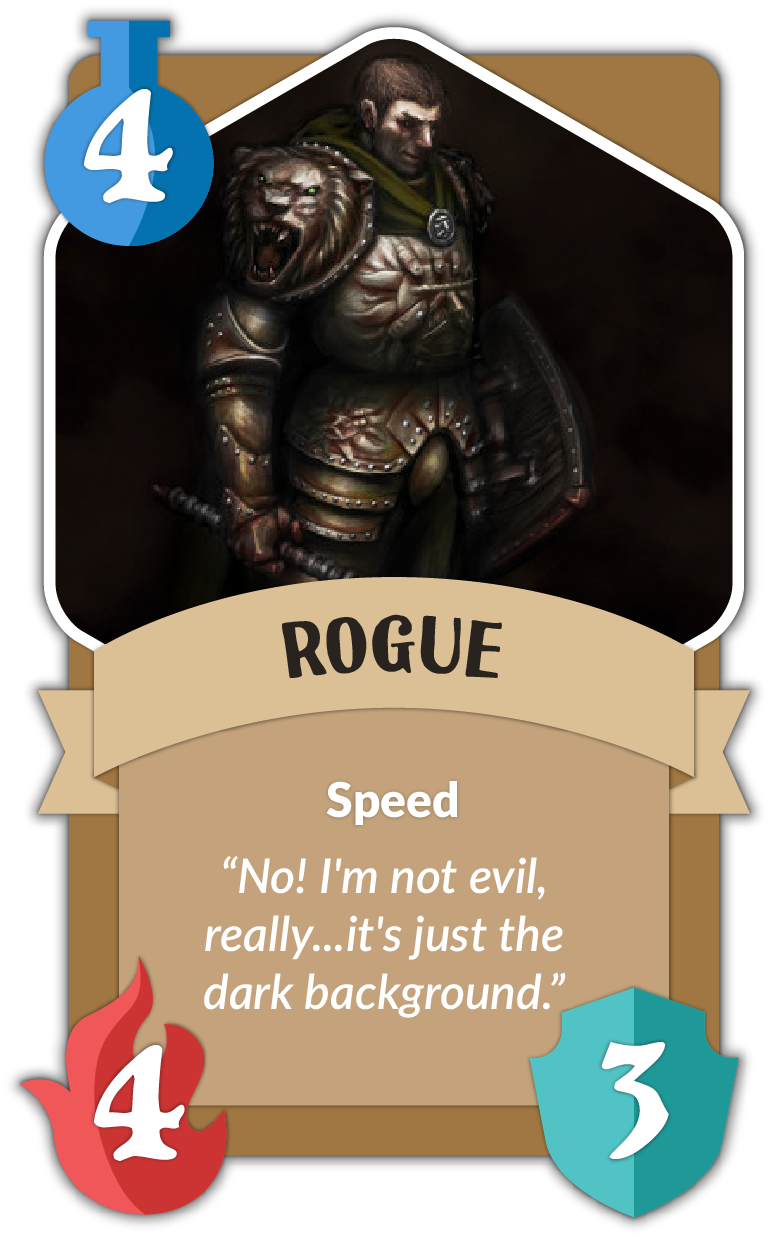 4
ROGUE
Speed
“No! I'm not evil,
really...it's just the
dark background.”
4
3